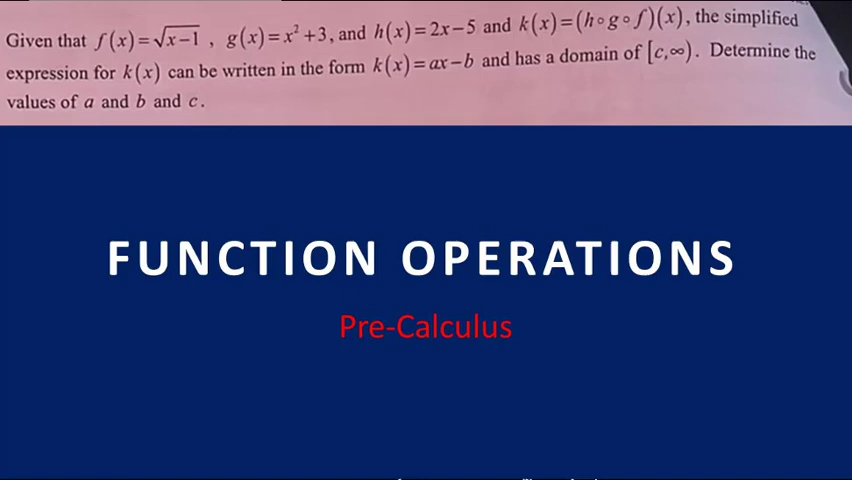 Given that f(x)=√x−1 , g(x)=x²+3, and h(x)=2x−5 and k(x)=(h∘g∘f)(x), the simplified
expression for k(x) can be written in the form k(x)=ax−b and has a domain of [c,∞). Determine the
values of a and b and c.
FUNCTION OPERATIONS
Pre-Calculus